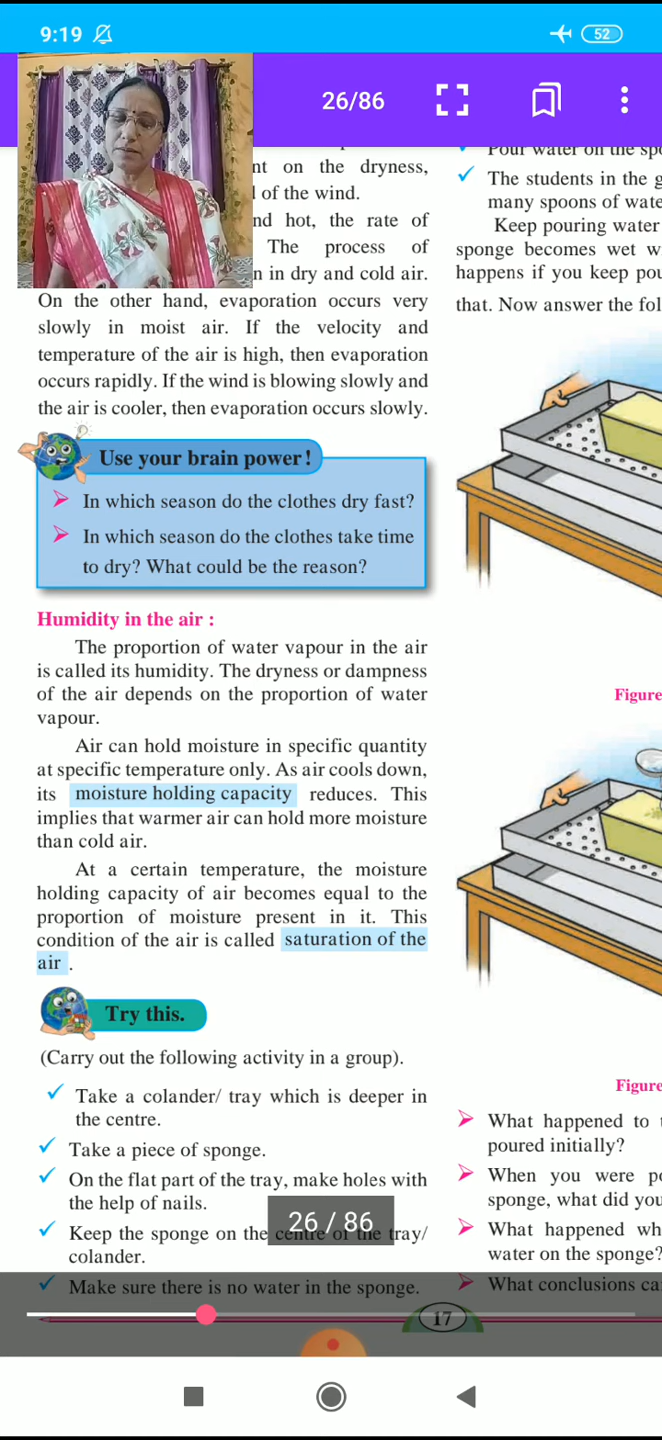 9:19
52
26/86
nt on the dryness,
of the wind.
nd hot, the rate of
The process of
n in dry and cold air.
On the other hand, evaporation occurs very
slowly in moist air. If the velocity and
temperature of the air is high, then evaporation
occurs rapidly. If the wind is blowing slowly and
the air is cooler, then evaporation occurs slowly.
Use your brain power!
In which season do the clothes dry fast?
In which season do the clothes take time
to dry? What could be the reason?
Humidity in the air :
The proportion of water vapour in the air
is called its humidity. The dryness or dampness
of the air depends on the proportion of water
vapour.
Air can hold moisture in specific quantity
at specific temperature only. As air cools down,
its moisture holding capacity reduces. This
implies that warmer air can hold more moisture
than cold air.
At a certain temperature, the moisture
holding capacity of air becomes equal to the
proportion of moisture present in it. This
condition of the air is called saturation of the
air .
Try this.
(Carry out the following activity in a group).
Take a colander/ tray which is deeper in
the centre.
Take a piece of sponge.
On the flat part of the tray, make holes with
the help of nails.
Keep the sponge on the centre of the tray/
colander.
Make sure there is no water in the sponge.
26 / 86
Pour water on the spo
The students in the g
many spoons of wate
Keep pouring water
sponge becomes wet w
happens if you keep pou
that. Now answer the fol
Figure
Figure
What happened to
poured initially?
When you were po
sponge, what did you
What happened wh
water on the sponge?
What conclusions ca
17